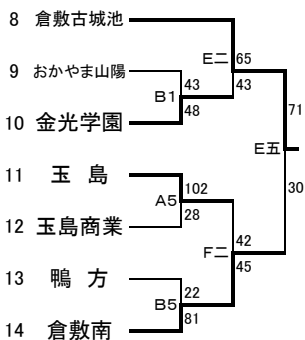 8 倉敷古城池
E二 65
9 おかやま山陽
43 43
B1 71
10 金光学園 48
E五
11 玉 島
102 30
A5
12 玉島商業 28
42
F二
13 鴨 方 45
22
B5
14 倉敷南 81